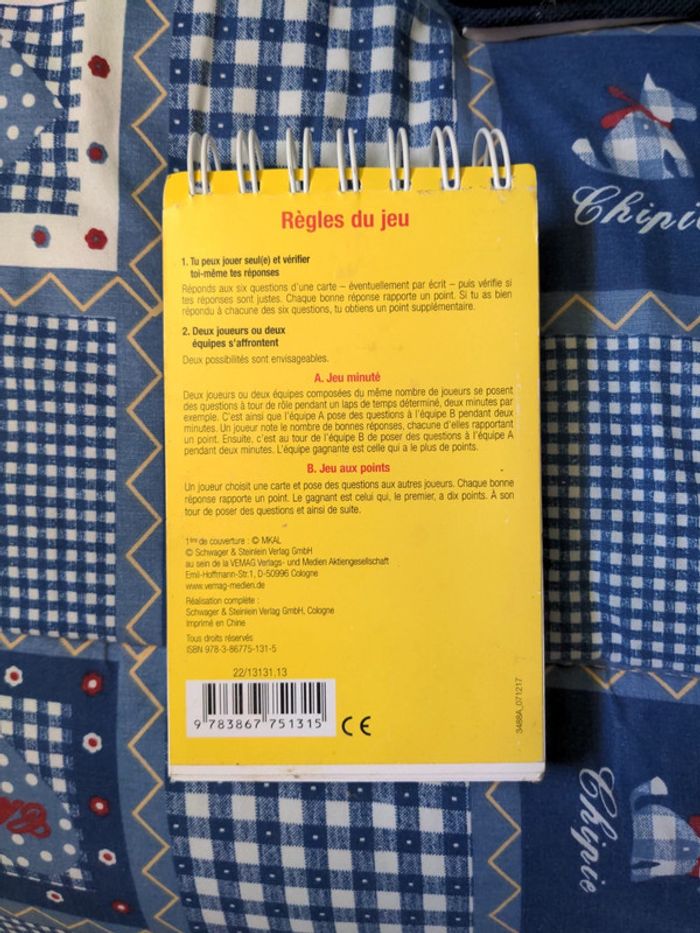 Chipie
Règles du jeu
1. Tu peux jouer seul(e) et vérifier
toi-même tes réponses
Réponds aux six questions d'une carte – éventuellement par écrit – puis vérifie si
tes réponses sont justes. Chaque bonne réponse rapporte un point. Si tu as bien
répondu à chacune des six questions, tu obtiens un point supplémentaire.
2. Deux joueurs ou deux
équipes s'affrontent
Deux possibilités sont envisageables.
A. Jeu minuté
Deux joueurs ou deux équipes composées du même nombre de joueurs se posent
des questions à tour de rôle pendant un laps de temps déterminé, deux minutes par
exemple. C'est ainsi que l'équipe A pose des questions à l'équipe B pendant deux
minutes. Un joueur note le nombre de bonnes réponses, chacune d'elles rapportant
un point. Ensuite, c'est au tour de l'équipe B de poser des questions à l'équipe A
pendant deux minutes. L'équipe gagnante est celle qui a le plus de points.
B. Jeu aux points
Un joueur choisit une carte et pose des questions aux autres joueurs. Chaque bonne
réponse rapporte un point. Le gagnant est celui qui, le premier, a dix points. À son
tour de poser des questions et ainsi de suite.
1ère de couverture : © MKAL
© Schwager & Steinlein Verlag GmbH
au sein de la VEMAG Verlags- und Medien Aktiengesellschaft
Emil-Hoffmann-Str.1, D-50996 Cologne
www.vemag-medien.de
Réalisation complète :
Schwager & Steinlein Verlag GmbH, Cologne
Imprimé en Chine
Tous droits réservés
ISBN 978-3-86775-131-5
22/13131.13
9 783867 751315
CE
3488A_071217
Chipie